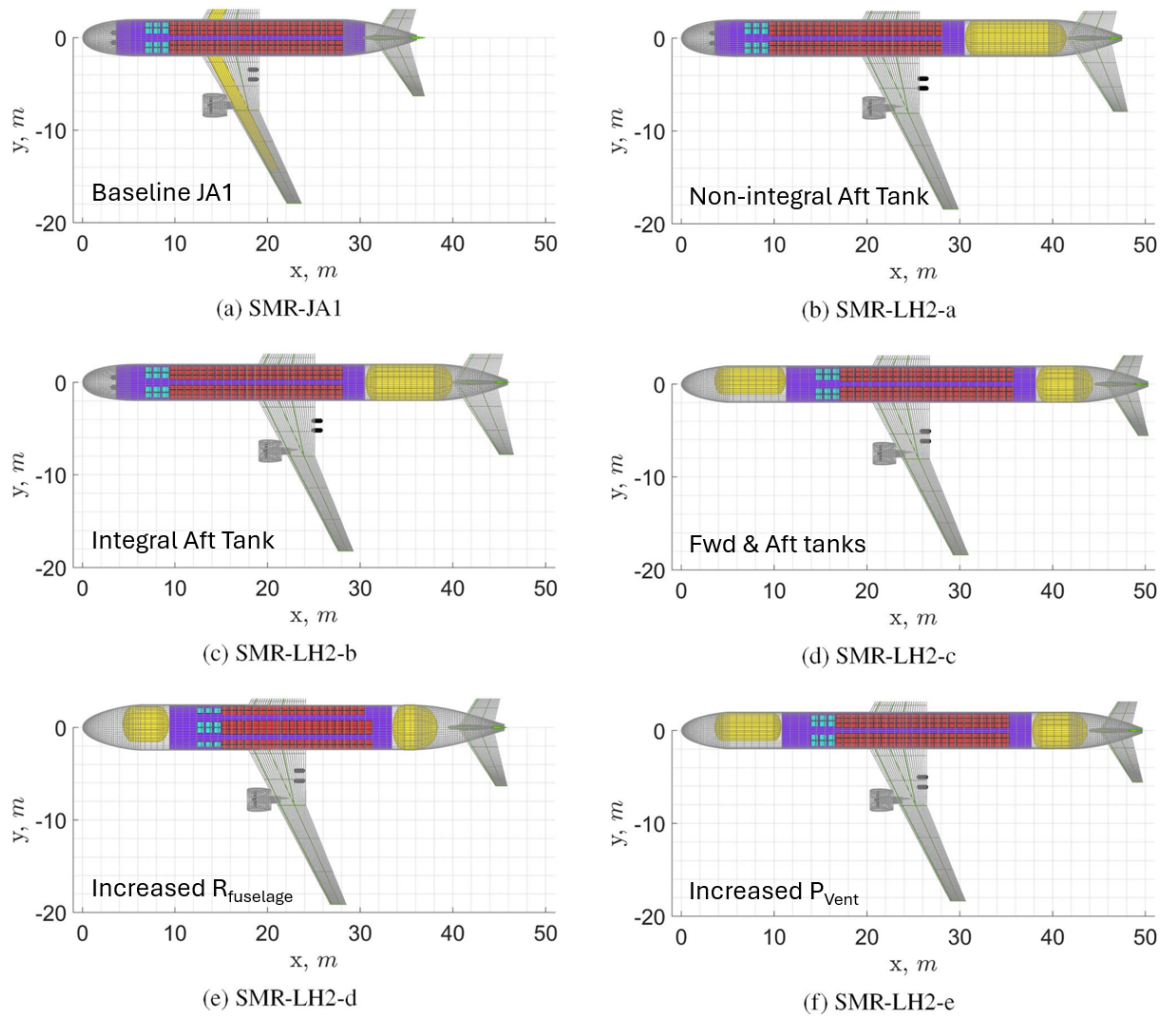 0
-10
-20
y, m
Baseline JA1
0 10 20 30 40 50
x, m
(a) SMR-JA1
0
-10
-20
y, m
Non-integral Aft Tank
0 10 20 30 40 50
x, m
(b) SMR-LH2-a
0
-10
-20
y, m
Integral Aft Tank
0 10 20 30 40 50
x, m
(c) SMR-LH2-b
0
-10
-20
y, m
Fwd & Aft tanks
0 10 20 30 40 50
x, m
(d) SMR-LH2-c
0
-10
-20
y, m
Increased Rfuselage
0 10 20 30 40 50
x, m
(e) SMR-LH2-d
0
-10
-20
y, m
Increased PVent
0 10 20 30 40 50
x, m
(f) SMR-LH2-e